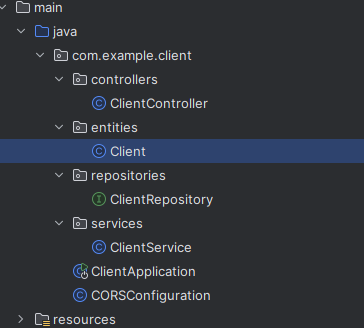 main
java
com.example.client
controllers
ClientController
entities
Client
repositories
ClientRepository
services
ClientService
ClientApplication
CORSConfiguration
resources